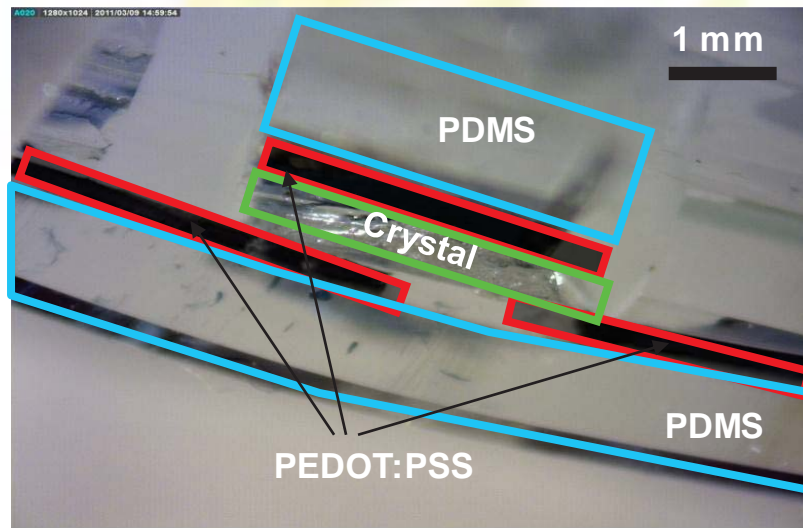 A020 1280x1024 2011/03/09 14:59:54
1 mm
PDMS
Crystal
PDMS
PEDOT:PSS